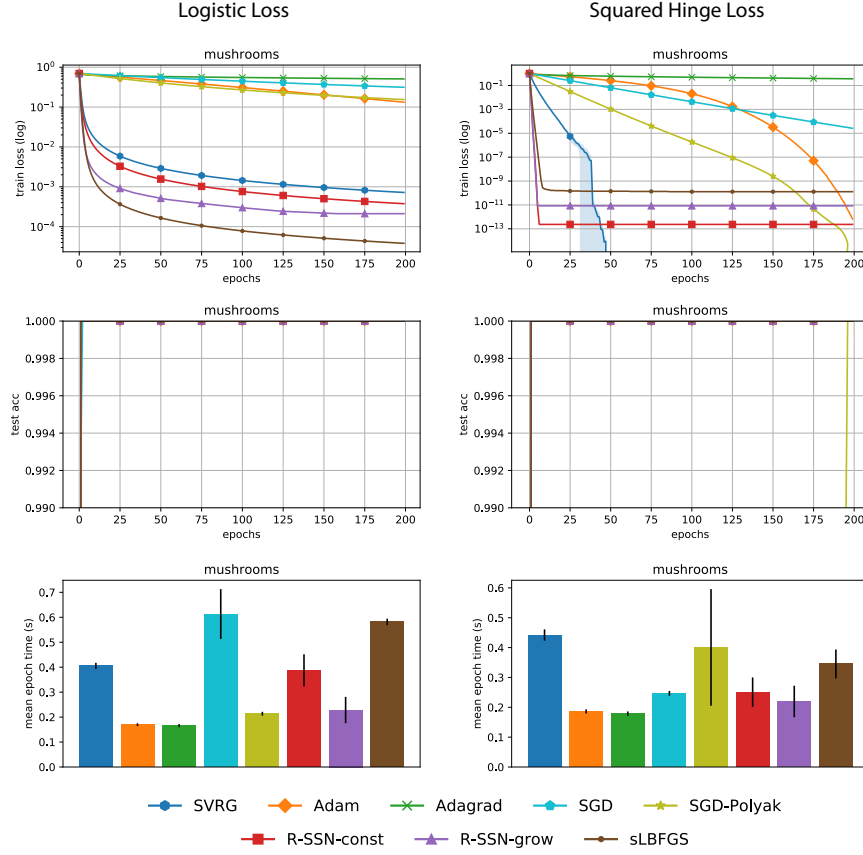 Logistic Loss
Squared Hinge Loss
mushrooms
train loss (log)
10⁰
10⁻¹
10⁻²
10⁻³
10⁻⁴
0 25 50 75 100 125 150 175 200
epochs
mushrooms
train loss (log)
10⁻¹
10⁻³
10⁻⁵
10⁻⁷
10⁻⁹
10⁻¹¹
10⁻¹³
0 25 50 75 100 125 150 175 200
epochs
mushrooms
test acc
1.000
0.998
0.996
0.994
0.992
0.990
0 25 50 75 100 125 150 175 200
epochs
mushrooms
test acc
1.000
0.998
0.996
0.994
0.992
0.990
0 25 50 75 100 125 150 175 200
epochs
mushrooms
mean epoch time (s)
0.7
0.6
0.5
0.4
0.3
0.2
0.1
0.0
mushrooms
mean epoch time (s)
0.6
0.5
0.4
0.3
0.2
0.1
0.0
SVRG Adam Adagrad SGD SGD-Polyak
R-SSN-const R-SSN-grow sLBFGS